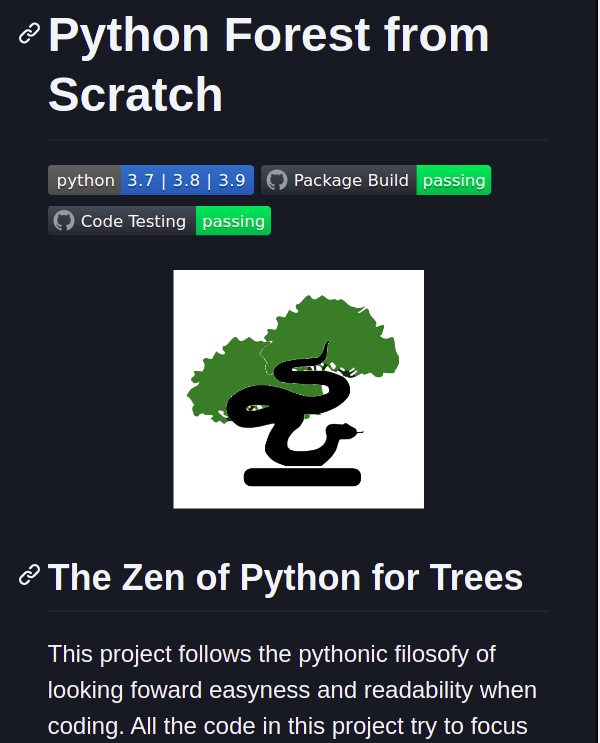 Python Forest from
Scratch
python 3.7 | 3.8 | 3.9 Package Build passing
Code Testing passing
The Zen of Python for Trees
This project follows the pythonic filosofy of
looking foward easyness and readability when
coding. All the code in this project try to focus